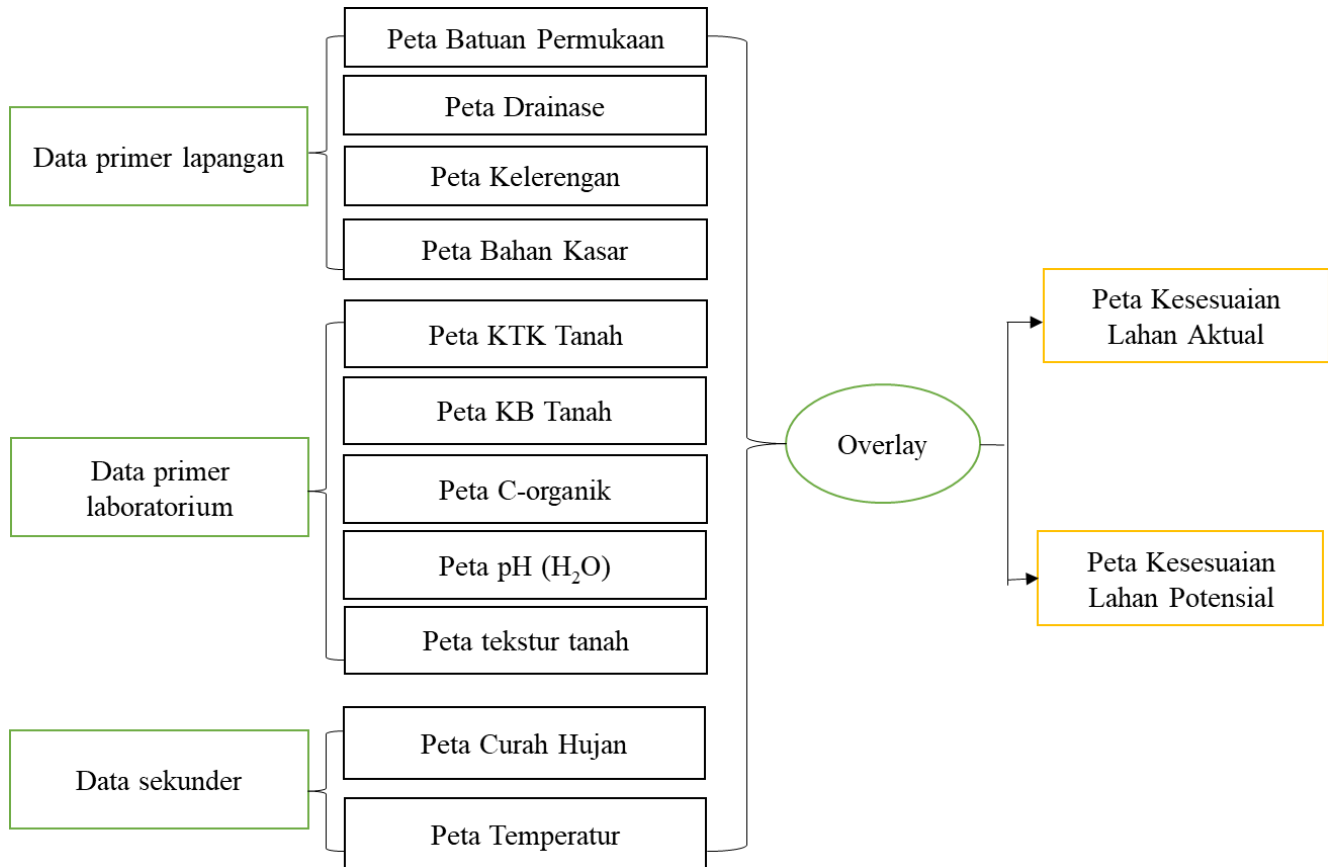 Data primer lapangan
Peta Batuan Permukaan
Peta Drainase
Peta Kelerengan
Peta Bahan Kasar
Data primer
laboratorium
Peta KTK Tanah
Peta KB Tanah
Peta C-organik
Peta pH (H₂O)
Peta tekstur tanah
Data sekunder
Peta Curah Hujan
Peta Temperatur
Overlay
Peta Kesesuaian
Lahan Aktual
Peta Kesesuaian
Lahan Potensial